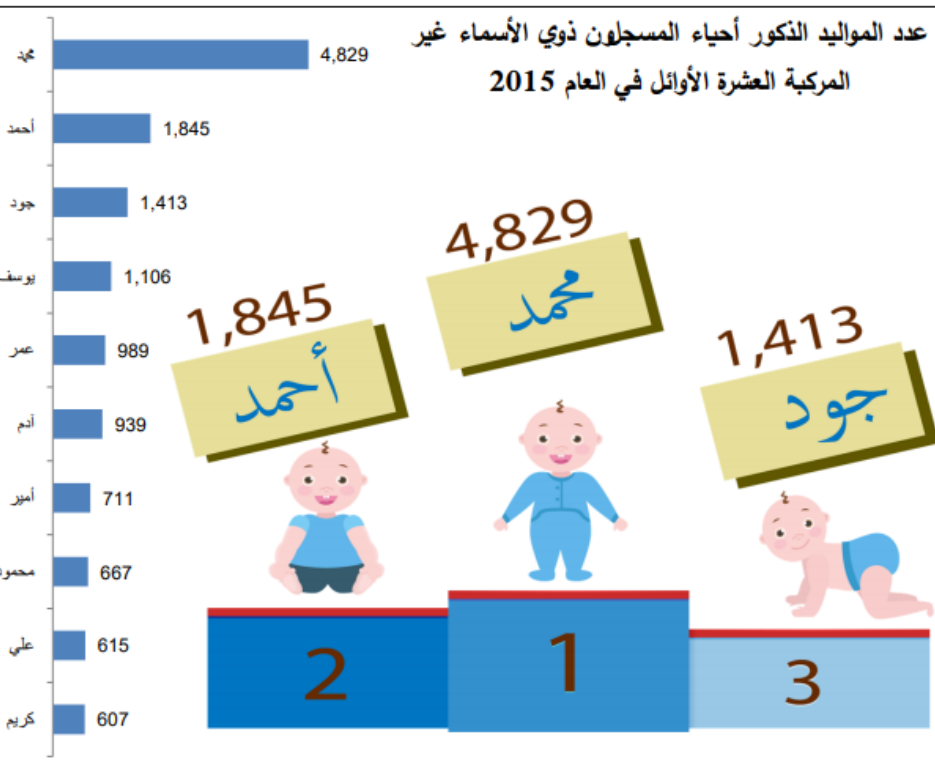 عدد المواليد الذكور أحياء المسجلون ذوي الأسماء غير
المركبة العشرة الأوائل في العام 2015
محمد 4,829
أحمد 1,845
جود 1,413
يوسف 1,106
عمر 989
آدم 939
أمير 711
محمود 667
علي 615
كريم 607
4,829
محمد
1,845
أحمد
1,413
جود
2
1
3